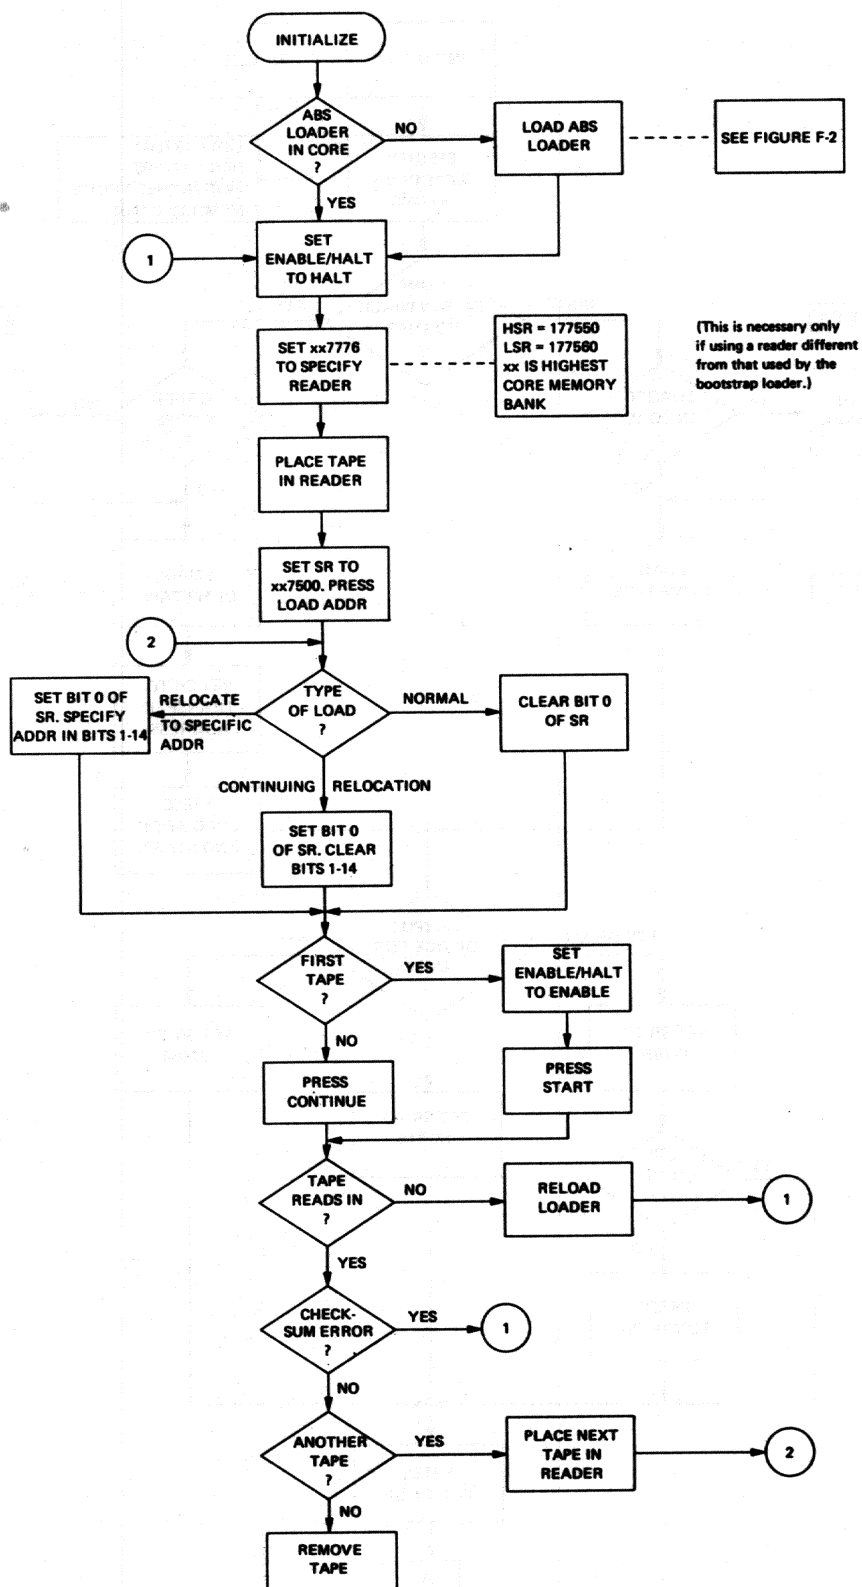 INITIALIZE
ABS
LOADER
IN CORE
?
NO
LOAD ABS
LOADER
SEE FIGURE F-2
YES
1
SET
ENABLE/HALT
TO HALT
SET xx7776
TO SPECIFY
READER
HSR = 177550
LSR = 177560
xx IS HIGHEST
CORE MEMORY
BANK
(This is necessary only
if using a reader different
from that used by the
bootstrap loader.)
PLACE TAPE
IN READER
SET SR TO
xx7500. PRESS
LOAD ADDR
2
TYPE
OF LOAD
?
RELOCATE
TO SPECIFIC
ADDR
SET BIT 0 OF
SR. SPECIFY
ADDR IN BITS 1-14
NORMAL
CLEAR BIT 0
OF SR
CONTINUING RELOCATION
SET BIT 0
OF SR. CLEAR
BITS 1-14
FIRST
TAPE
?
YES
SET
ENABLE/HALT
TO ENABLE
NO
PRESS
CONTINUE
PRESS
START
TAPE
READS IN
?
NO
RELOAD
LOADER
1
YES
CHECK-
SUM ERROR
?
YES
1
NO
ANOTHER
TAPE
?
YES
PLACE NEXT
TAPE IN
READER
2
NO
REMOVE
TAPE